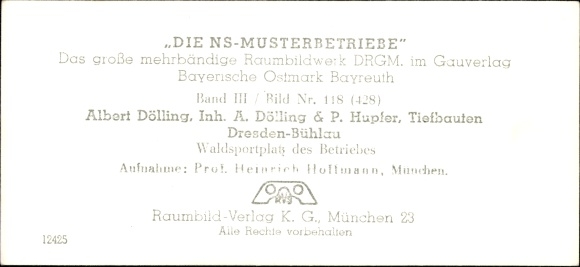 „DIE NS-MUSTERBETRIEBE"
Das große mehrbändige Raumbildwerk DRGM. im Gauverlag
Bayerische Ostmark Bayreuth
Band III / Bild Nr. 118 (428)
Albert Dölling, Inh. A. Dölling & P. Hupfer, Tiefbauten
Dresden-Bühlau
Waldsportplatz des Betriebes
Aufnahme: Prof. Heinrich Hoffmann, München.
RVS
Raumbild-Verlag K. G., München 23
Alle Rechte vorbehalten
12425